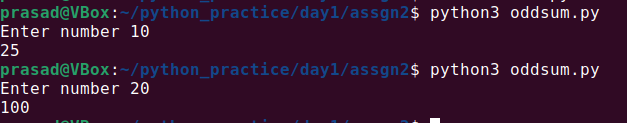 prasad@VBox:~/python_practice/day1/assgn2$ python3 oddsum.py
Enter number 10
25
prasad@VBox:~/python_practice/day1/assgn2$ python3 oddsum.py
Enter number 20
100